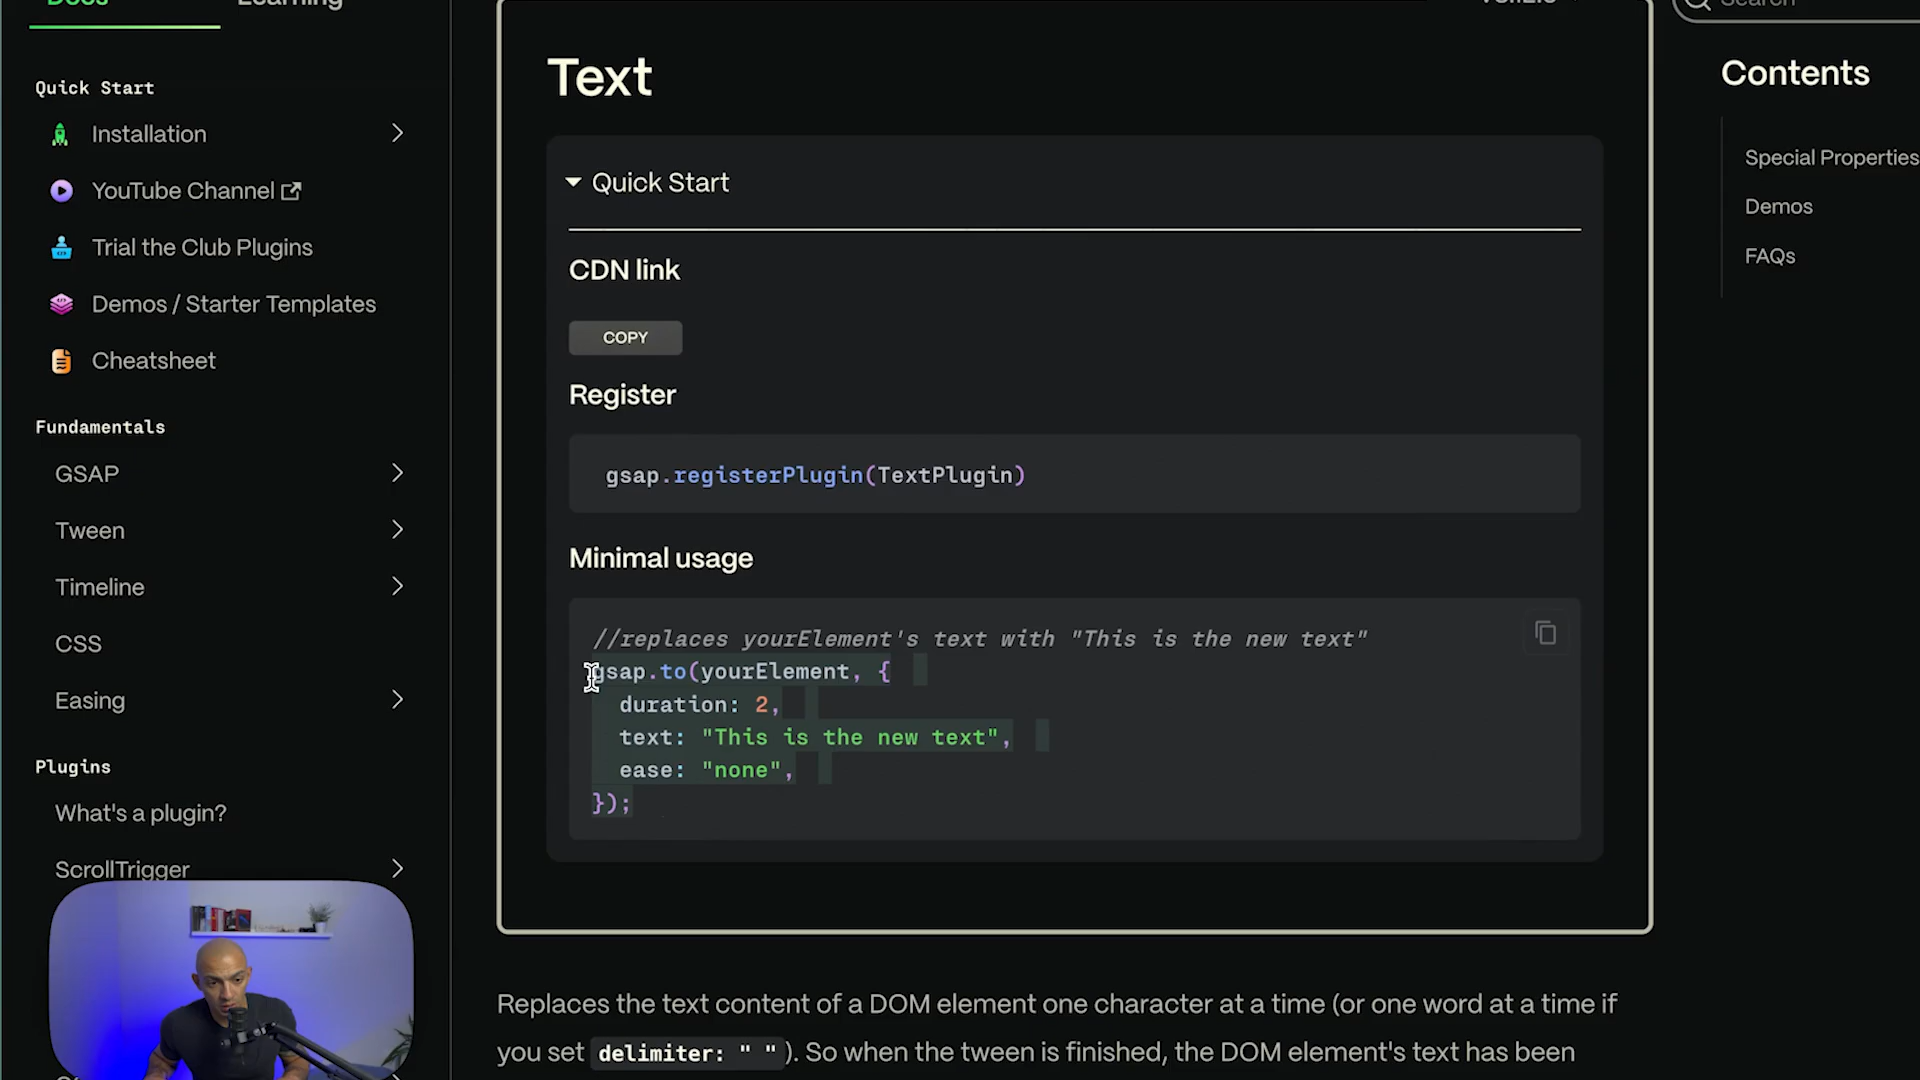 Docs
Learning
Quick Start
Installation
YouTube Channel
Trial the Club Plugins
Demos / Starter Templates
Cheatsheet
Fundamentals
GSAP
Tween
Timeline
CSS
Easing
Plugins
What's a plugin?
ScrollTrigger
Text
Quick Start
CDN link
COPY
Register
gsap.registerPlugin(TextPlugin)
Minimal usage
//replaces yourElement's text with "This is the new text"
gsap.to(yourElement, {
duration: 2,
text: "This is the new text",
ease: "none",
});
Replaces the text content of a DOM element one character at a time (or one word at a time if
you set delimiter: " " ). So when the tween is finished, the DOM element's text has been
Search
Contents
Special Properties
Demos
FAQs